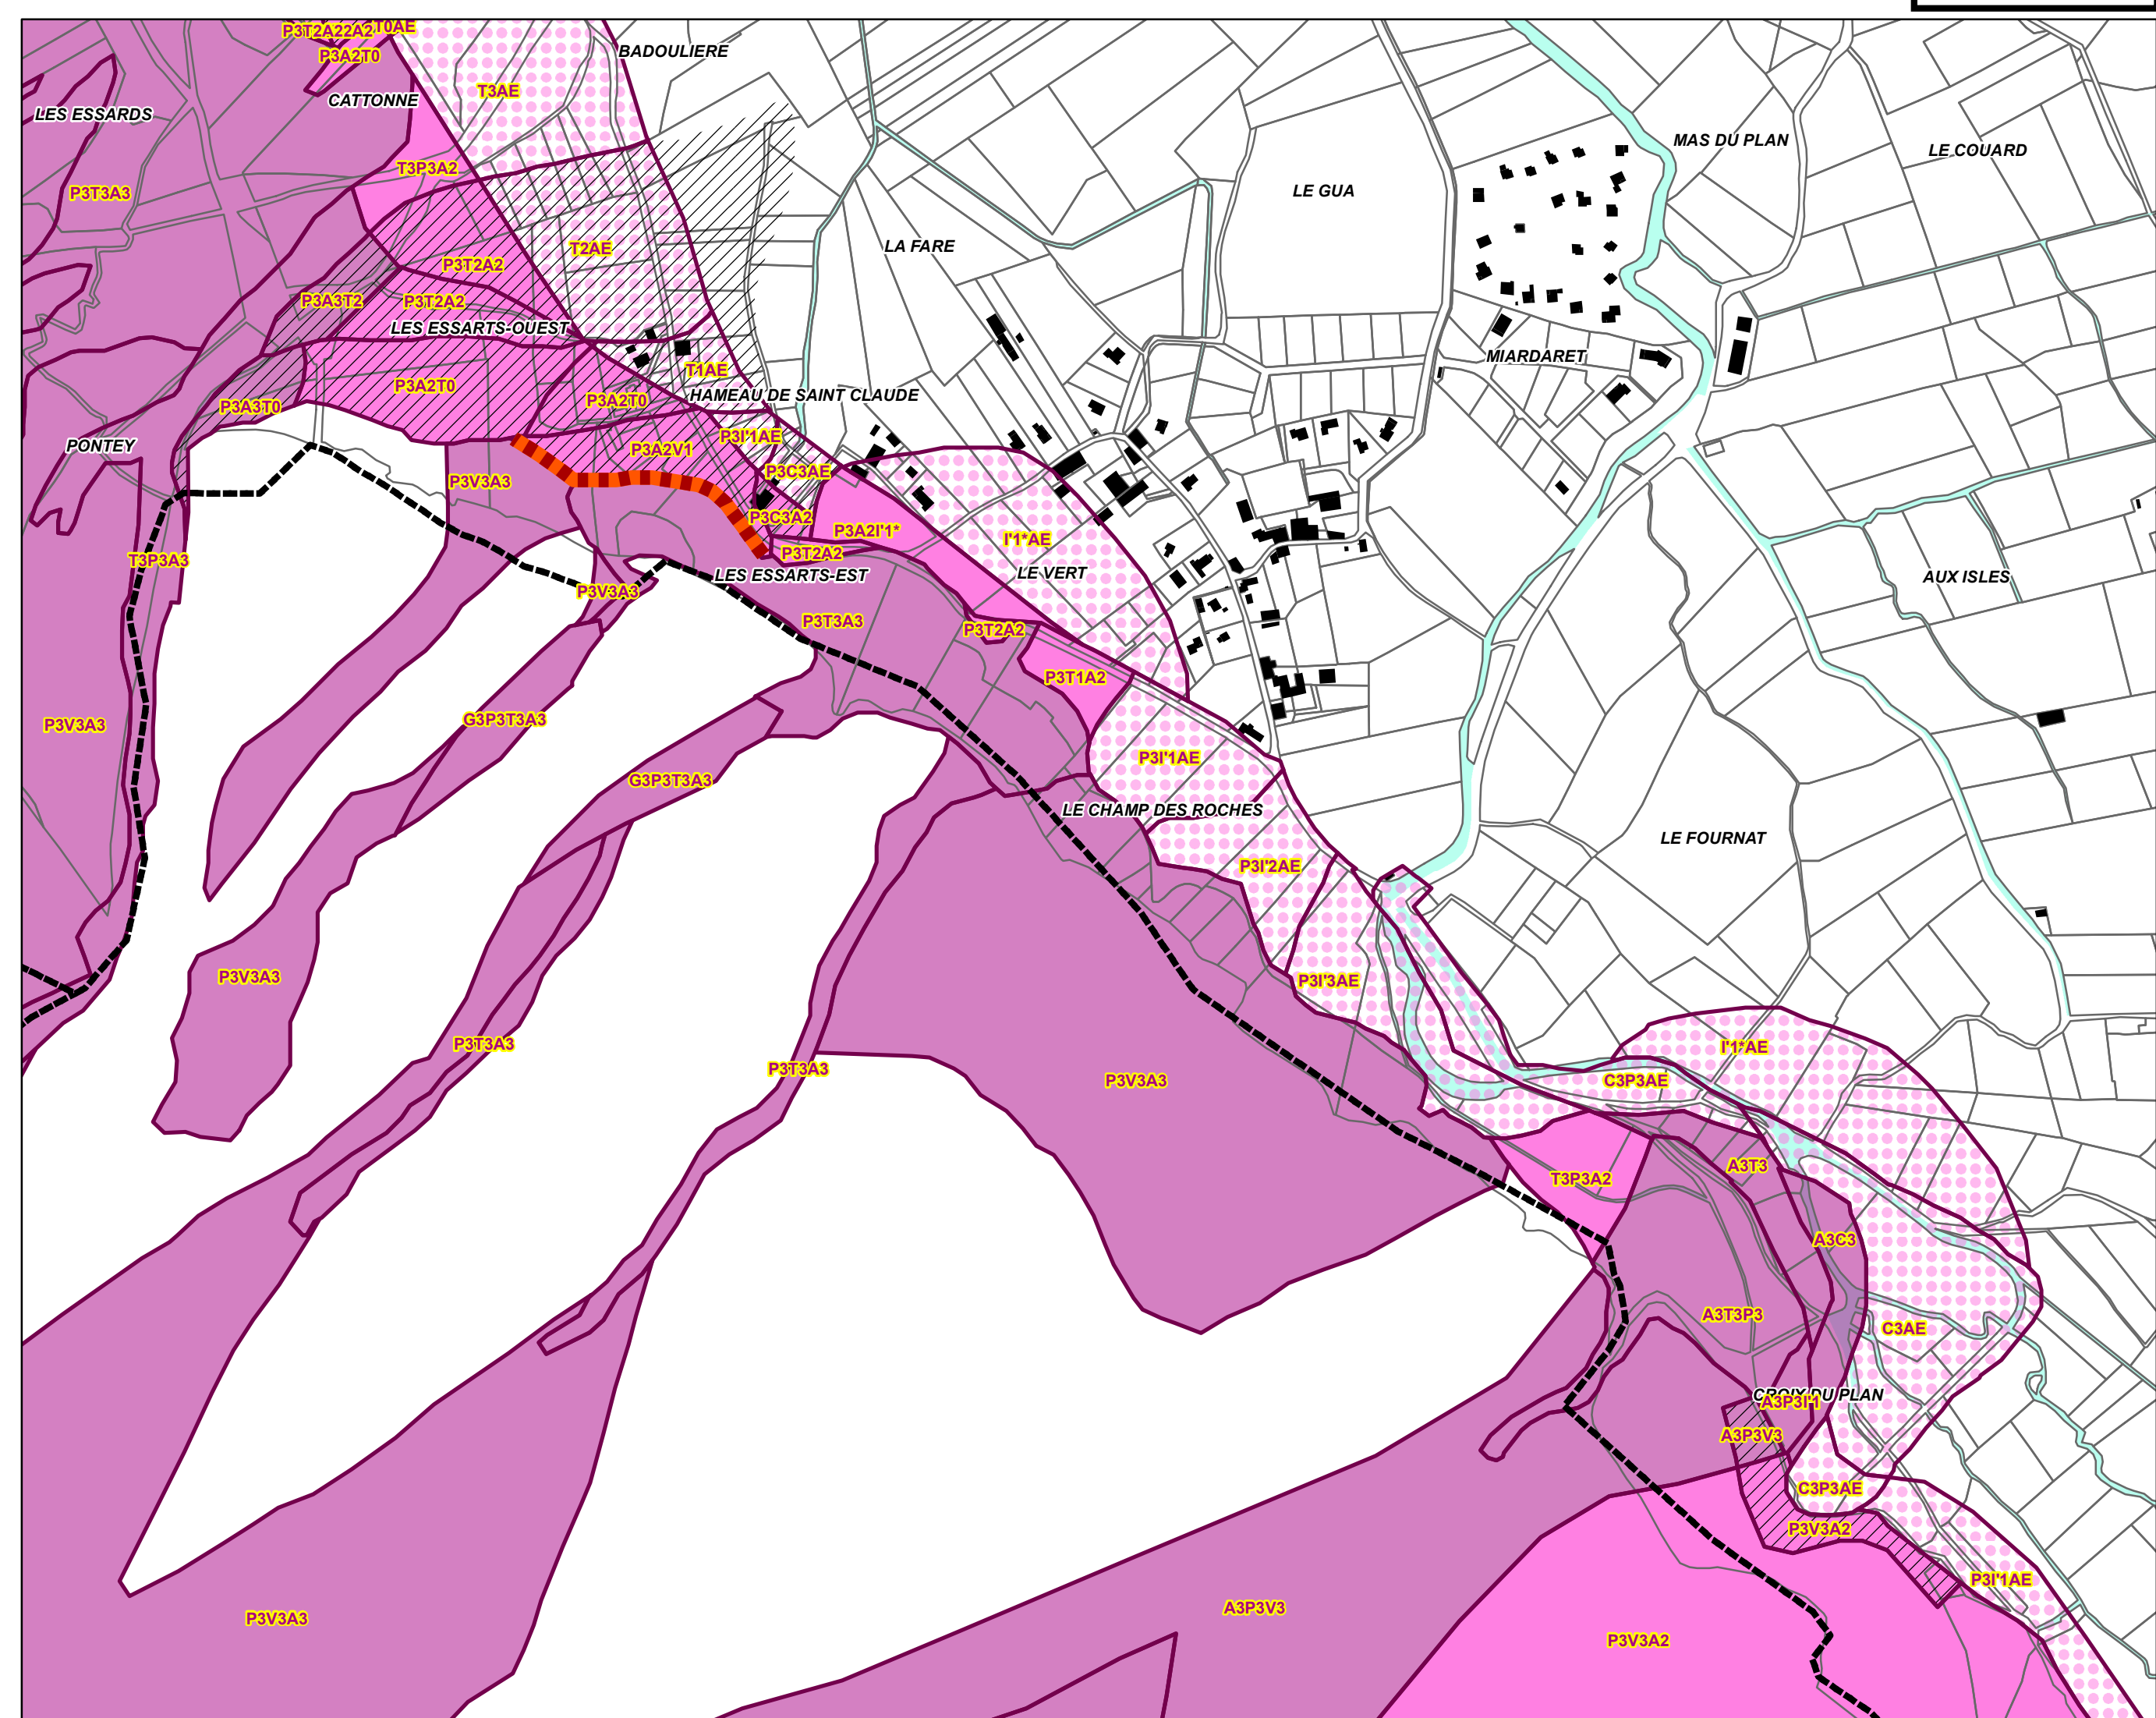 P3T2A22A2
T0AE
P3A2T0
BADOULIERE
T3AE
CATTONNE
LES ESSARDS
MAS DU PLAN
LE COUARD
T3P3A2
P3T3A3
LE GUA
LA FARE
T2AE
P3T2A2
P3A3T2
P3T2A2
LES ESSARTS-OUEST
MIARDARET
T1AE
P3A2T0
HAMEAU DE SAINT CLAUDE
P3A2T0
P3A3T0
P3I'1AE
PONTEY
P3A2V1
P3C3AE
P3V3A3
P3C3A2
P3A2I'1*
I'1*AE
P3T2A2
T3P3A3
LE VERT
LES ESSARTS-EST
AUX ISLES
P3V3A3
P3T3A3
P3T2A2
P3T1A2
G3P3T3A3
P3V3A3
P3I'1AE
G3P3T3A3
LE CHAMP DES ROCHES
LE FOURNAT
P3I'2AE
P3V3A3
P3I'3AE
P3T3A3
I'1*AE
P3T3A3
P3V3A3
C3P3AE
A3T3
T3P3A2
A3C3
A3T3P3
C3AE
CROIX DU PLAN
A3P3I'1
A3P3V3
C3P3AE
P3V3A2
P3I'1AE
A3P3V3
P3V3A3
P3V3A2